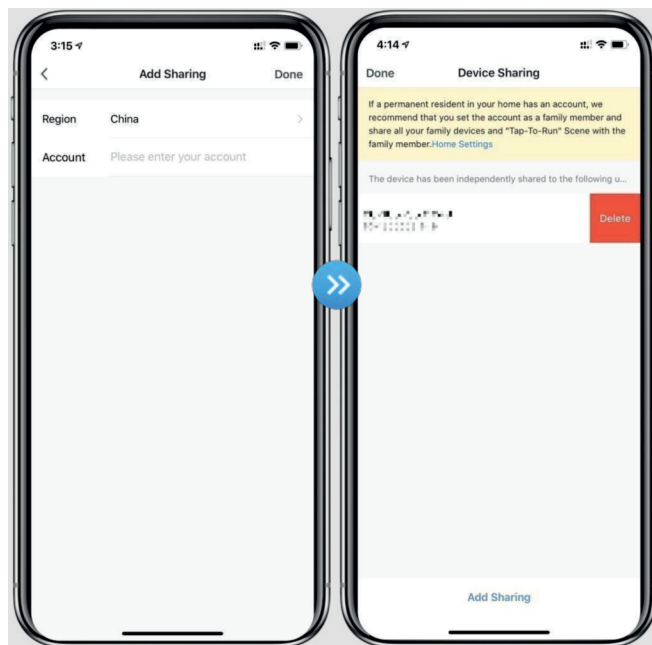 3:15
Add Sharing
Done
Region
China
Account
Please enter your account
4:14
Done
Device Sharing
If a permanent resident in your home has an account, we
recommend that you set the account as a family member and
share all your family devices and "Tap-To-Run" Scene with the
family member.Home Settings
The device has been independently shared to the following u...
Delete
Add Sharing